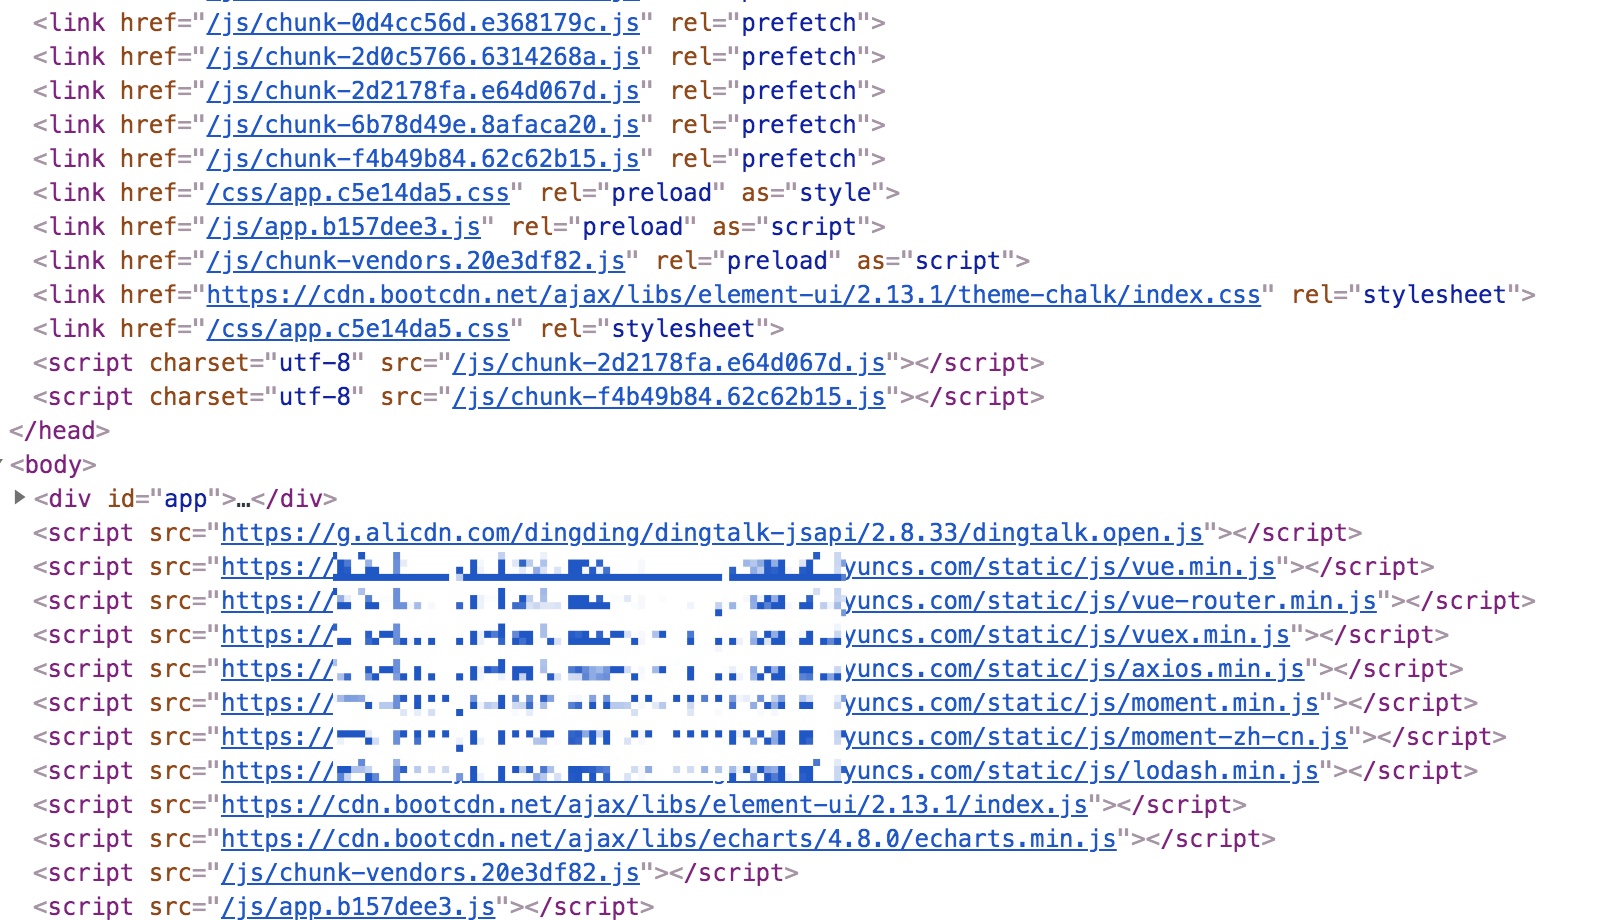 <link href="/js/chunk-0d4cc56d.e368179c.js" rel="prefetch">
<link href="/js/chunk-2d0c5766.6314268a.js" rel="prefetch">
<link href="/js/chunk-2d2178fa.e64d067d.js" rel="prefetch">
<link href="/js/chunk-6b78d49e.8afaca20.js" rel="prefetch">
<link href="/js/chunk-f4b49b84.62c62b15.js" rel="prefetch">
<link href="/css/app.c5e14da5.css" rel="preload" as="style">
<link href="/js/app.b157dee3.js" rel="preload" as="script">
<link href="/js/chunk-vendors.20e3df82.js" rel="preload" as="script">
<link href="https://cdn.bootcdn.net/ajax/libs/element-ui/2.13.1/theme-chalk/index.css" rel="stylesheet">
<link href="/css/app.c5e14da5.css" rel="stylesheet">
<script charset="utf-8" src="/js/chunk-2d2178fa.e64d067d.js"></script>
<script charset="utf-8" src="/js/chunk-f4b49b84.62c62b15.js"></script>
</head>
<body>
<div id="app">…</div>
<script src="https://g.alicdn.com/dingding/dingtalk-jsapi/2.8.33/dingtalk.open.js"></script>
<script src="https:// yuncs.com/static/js/vue.min.js"></script>
<script src="https:// yuncs.com/static/js/vue-router.min.js"></script>
<script src="https:// yuncs.com/static/js/vuex.min.js"></script>
<script src="https:// yuncs.com/static/js/axios.min.js"></script>
<script src="https:// yuncs.com/static/js/moment.min.js"></script>
<script src="https:// yuncs.com/static/js/moment-zh-cn.js"></script>
<script src="https:// yuncs.com/static/js/lodash.min.js"></script>
<script src="https://cdn.bootcdn.net/ajax/libs/element-ui/2.13.1/index.js"></script>
<script src="https://cdn.bootcdn.net/ajax/libs/echarts/4.8.0/echarts.min.js"></script>
<script src="/js/chunk-vendors.20e3df82.js"></script>
<script src="/js/app.b157dee3.js"></script>